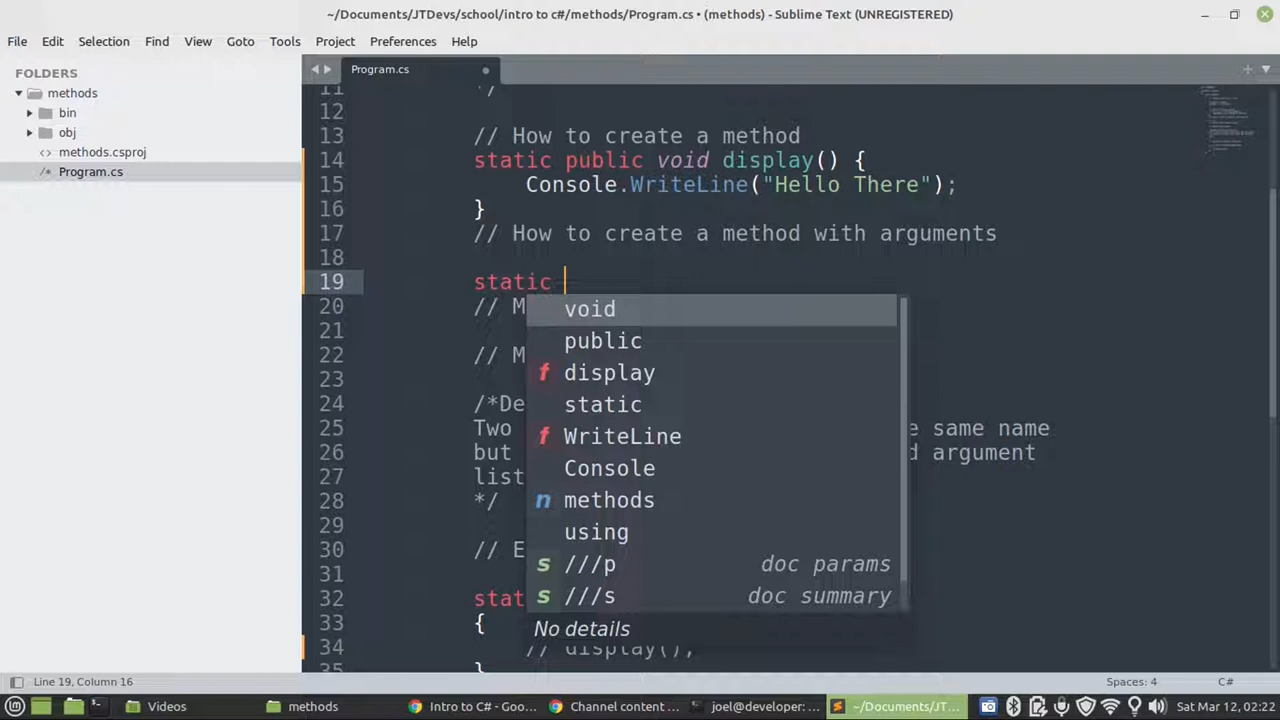 ~/Documents/JTDevs/school/intro to c#/methods/Program.cs • (methods) - Sublime Text (UNREGISTERED)
File Edit Selection Find View Goto Tools Project Preferences Help
FOLDERS
methods
bin
obj
<> methods.csproj
/* Program.cs
Program.cs
11 */
12
13 // How to create a method
14 static public void display() {
15 Console.WriteLine("Hello There");
16 }
17 // How to create a method with arguments
18
19 static
20 // M
21
22 // M
23
24 /*De
25 Two e same name
26 but d argument
27 list
28 */
29
30 // E
31
32 stat
33 {
34 // display();
35 }
void
public
f display
static
f WriteLine
Console
n methods
using
s ///p doc params
s ///s doc summary
No details
Line 19, Column 16
Spaces: 4
C#
Videos
methods
Intro to C# - Goo...
Channel content ...
joel@developer: ...
~/Documents/JT...
Sat Mar 12, 02:22